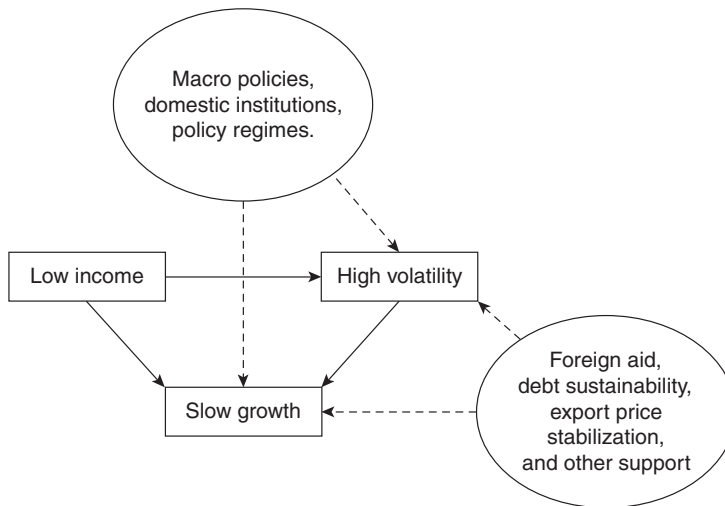 Macro policies,
domestic institutions,
policy regimes.
Low income
High volatility
Slow growth
Foreign aid,
debt sustainability,
export price
stabilization,
and other support